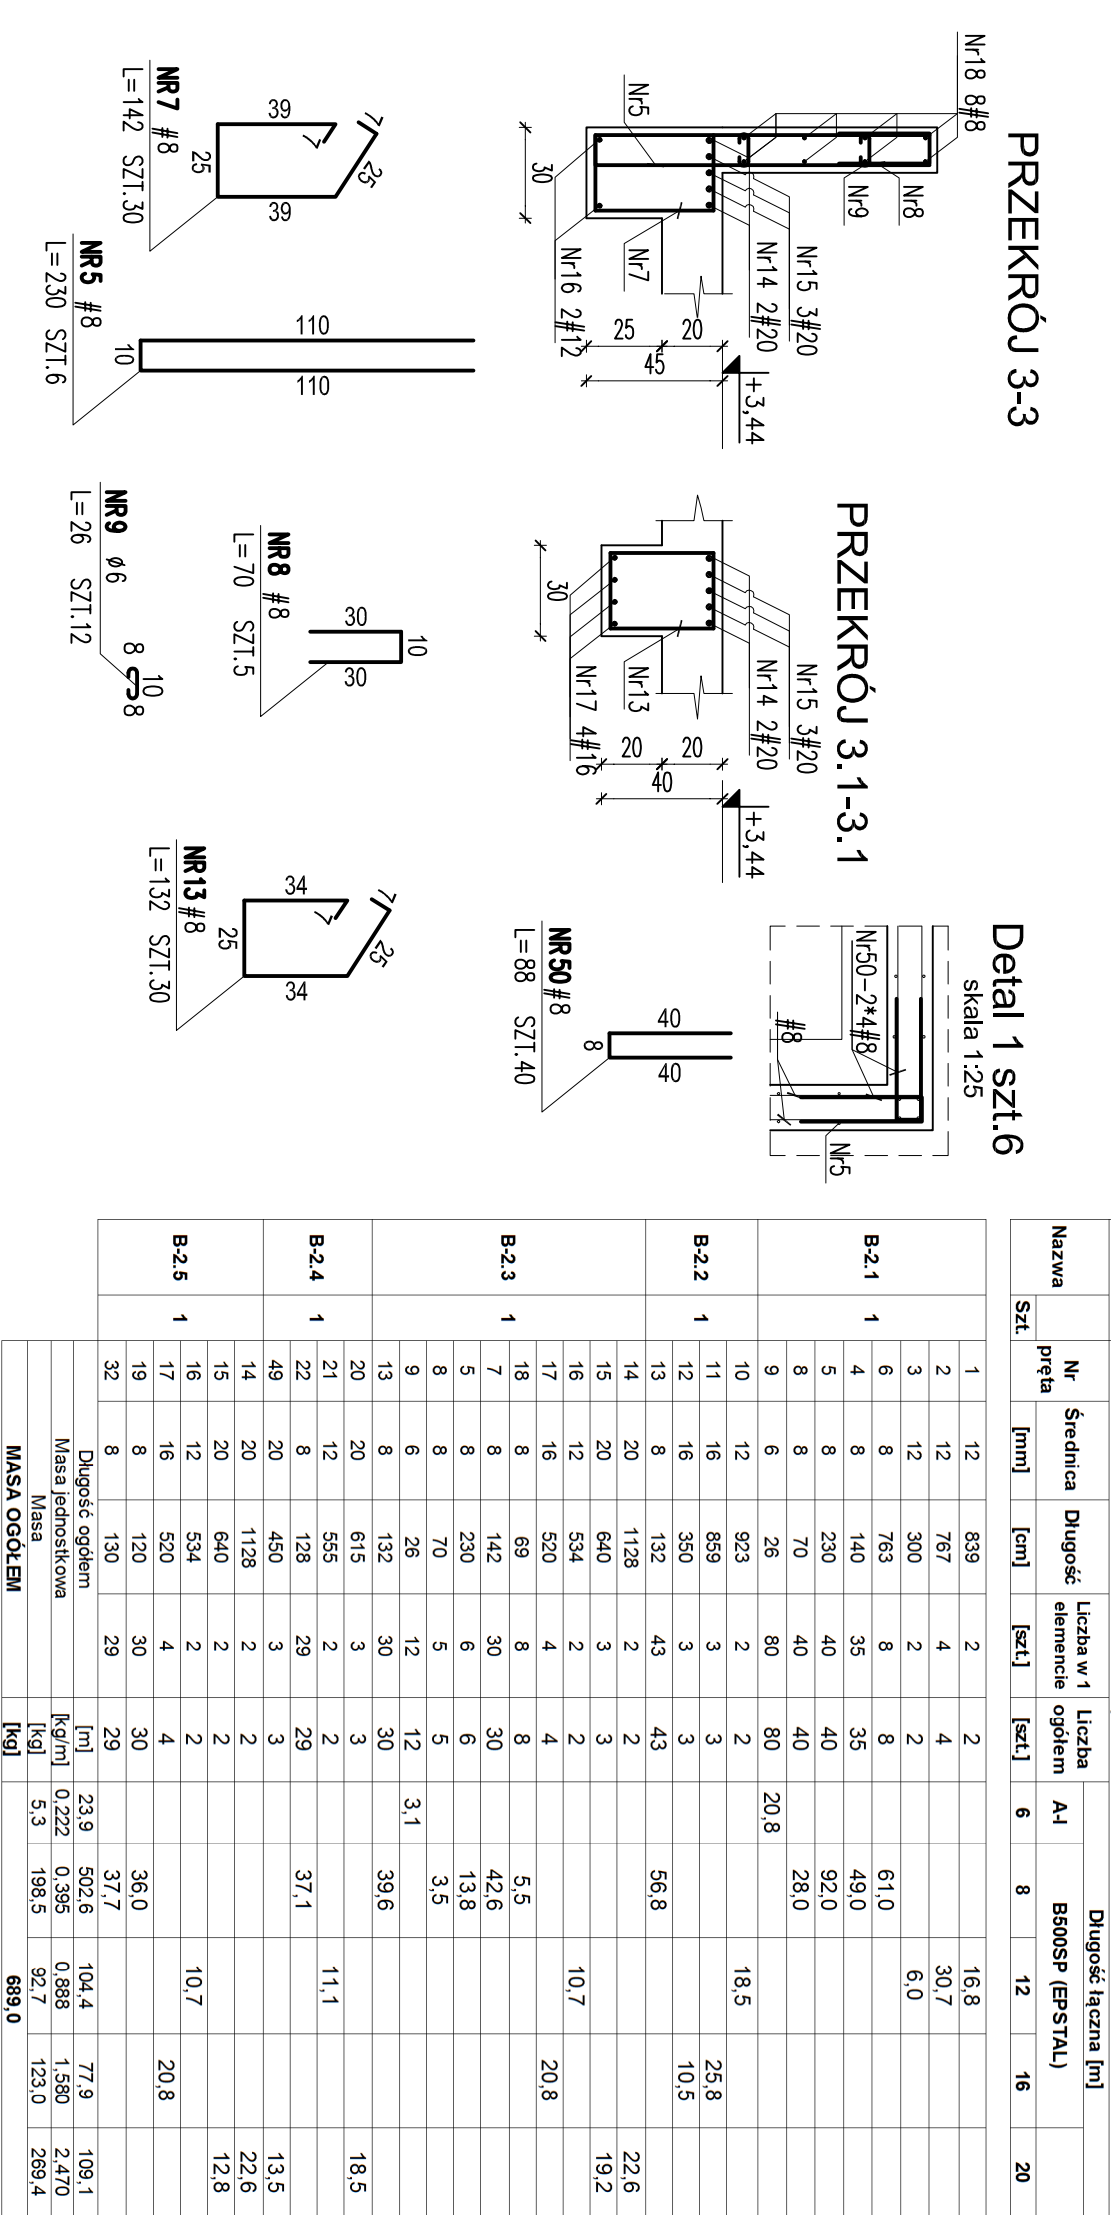 PRZEKRÓJ 3-3
Nr18 8#8
Nr8
Nr9
Nr5
Nr15 3#20
Nr14 2#20
Nr7
Nr16 2#12
30
25
20
45
+3,44
PRZEKRÓJ 3.1-3.1
Nr15 3#20
Nr14 2#20
Nr13
Nr17 4#16
30
20
20
40
+3,44
Detal 1 szt.6
skala 1:25
Nr50-2*4#8
#8
Nr5
NR7 #8
L=142 SZT.30
39
25
39
25
7
7
NR5 #8
L=230 SZT.6
110
10
110
NR8 #8
L=70 SZT.5
30
10
30
NR9 ø6
L=26 SZT.12
8
10
8
NR13 #8
L=132 SZT.30
34
25
34
25
7
7
NR50 #8
L=88 SZT.40
40
8
40
Nazwa Szt. Nr pręta Średnica [mm] Długość [cm] Liczba w 1 elemencie [szt.] Liczba ogółem [szt.] Długość łączna [m]
A-I B500SP (EPSTAL)
6 8 12 16 20
B-2.1 1
1 12 839 2 2 16,8
2 12 767 4 4 30,7
3 12 300 2 2 6,0
6 8 763 8 8 61,0
4 8 140 35 35 49,0
5 8 230 40 40 92,0
8 8 70 40 40 28,0
9 6 26 80 80 20,8
B-2.2 1
10 12 923 2 2 18,5
11 16 859 3 3 25,8
12 16 350 3 3 10,5
13 8 132 43 43 56,8
B-2.3 1
14 20 1128 2 2 22,6
15 20 640 3 3 19,2
16 12 534 2 2 10,7
17 16 520 4 4 20,8
18 8 69 8 8 5,5
7 8 142 30 30 42,6
5 8 230 6 6 13,8
8 8 70 5 5 3,5
9 6 26 12 12 3,1
13 8 132 30 30 39,6
B-2.4 1
20 20 615 3 3 18,5
21 12 555 2 2 11,1
22 8 128 29 29 37,1
49 20 450 3 3 13,5
B-2.5 1
14 20 1128 2 2 22,6
15 20 640 2 2 12,8
16 12 534 2 2 10,7
17 16 520 4 4 20,8
19 8 120 30 30 36,0
32 8 130 29 29 37,7
Długość ogółem [m] 23,9 502,6 104,4 77,9 109,1
Masa jednostkowa [kg/m] 0,222 0,395 0,888 1,580 2,470
Masa [kg] 5,3 198,5 92,7 123,0 269,4
MASA OGÓŁEM [kg] 689,0